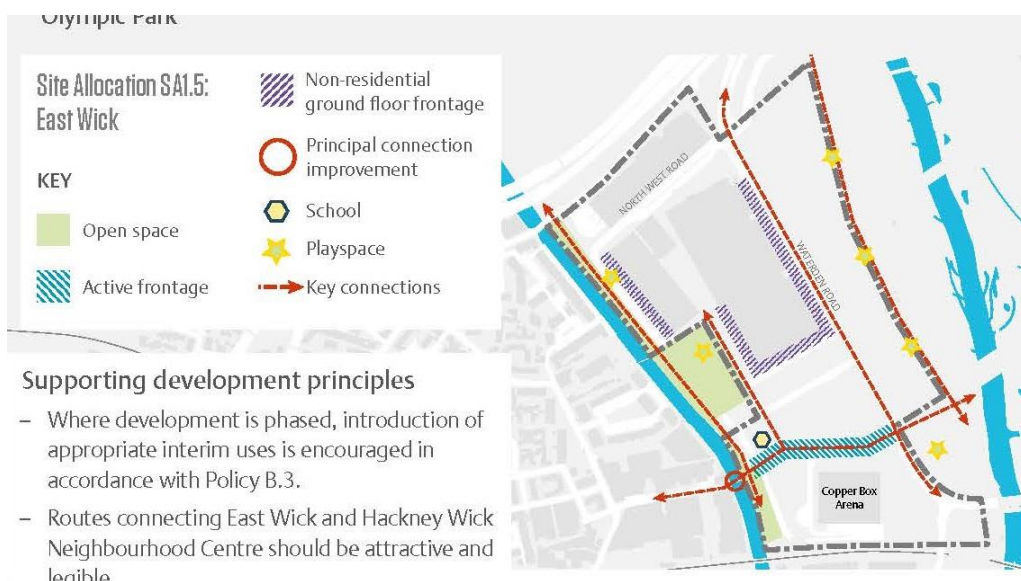 Olympic Park
Site Allocation SA1.5:
East Wick
KEY
Open space
Active frontage
Non-residential
ground floor frontage
Principal connection
improvement
School
Playspace
Key connections
NORTH WEST ROAD
WATERDEN ROAD
Copper Box
Arena
Supporting development principles
– Where development is phased, introduction of
appropriate interim uses is encouraged in
accordance with Policy B.3.
– Routes connecting East Wick and Hackney Wick
Neighbourhood Centre should be attractive and
legible